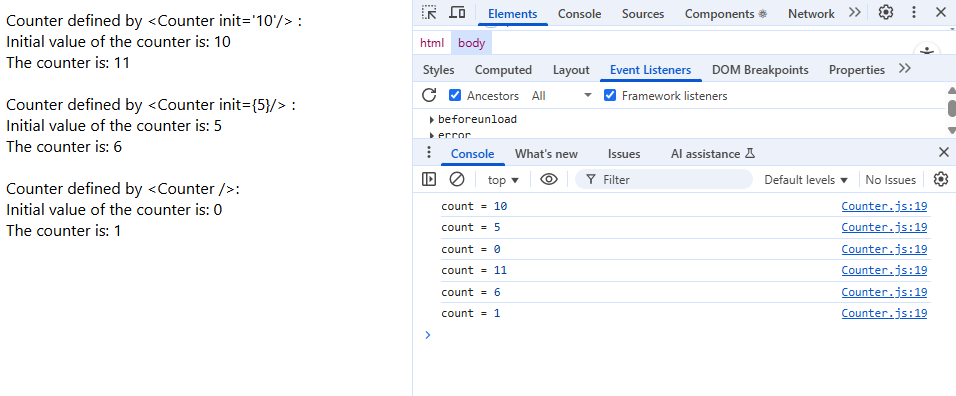 Counter defined by <Counter init='10'/> :
Initial value of the counter is: 10
The counter is: 11
Counter defined by <Counter init={5}/> :
Initial value of the counter is: 5
The counter is: 6
Counter defined by <Counter />:
Initial value of the counter is: 0
The counter is: 1
Elements Console Sources Components Network
html body
Styles Computed Layout Event Listeners DOM Breakpoints Properties
Ancestors All Framework listeners
beforeunload
error
Console What's new Issues AI assistance
top Filter Default levels No Issues
count = 10 Counter.js:19
count = 5 Counter.js:19
count = 0 Counter.js:19
count = 11 Counter.js:19
count = 6 Counter.js:19
count = 1 Counter.js:19